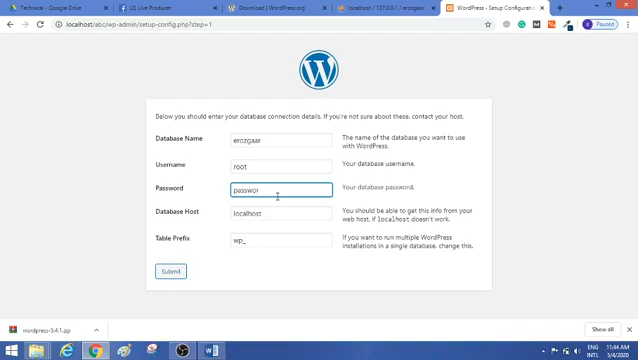 Technical - Google Drive
(2) Live Producer
Download | WordPress.org
localhost / 127.0.0.1 / erozgaar
WordPress › Setup Configuration
localhost/abc/wp-admin/setup-config.php?step=1
Paused
Below you should enter your database connection details. If you're not sure about these, contact your host.
Database Name
erozgaar
The name of the database you want to use
with WordPress.
Username
root
Your database username.
Password
passwor
Your database password.
Database Host
localhost
You should be able to get this info from your
web host, if localhost doesn't work.
Table Prefix
wp_
If you want to run multiple WordPress
installations in a single database, change this.
Submit
wordpress-5.4.1.zip
Show all
ENG
11:44 AM
INTL
5/4/2020